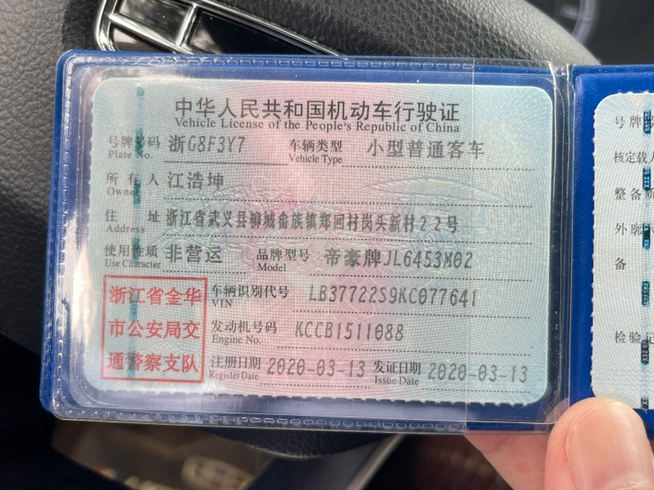 中华人民共和国机动车行驶证
Vehicle License of the People's Republic of China
号牌号码 浙G8F3Y7 车辆类型 小型普通客车
Plate No. Vehicle Type
所有人 江浩坤
Owner
住址 浙江省武义县柳城畲族镇郑回村岗头新村22号
Address
使用性质 非营运 品牌型号 帝豪牌JL6453M02
Use Character Model
浙江省金华
市公安局交
通警察支队
车辆识别代号 LB37722S9KC077641
VIN
发动机号码 KCCB1511088
Engine No.
注册日期 2020-03-13 发证日期 2020-03-13
Register Date Issue Date
号牌
核定载
整备质
外廓
备
检验记